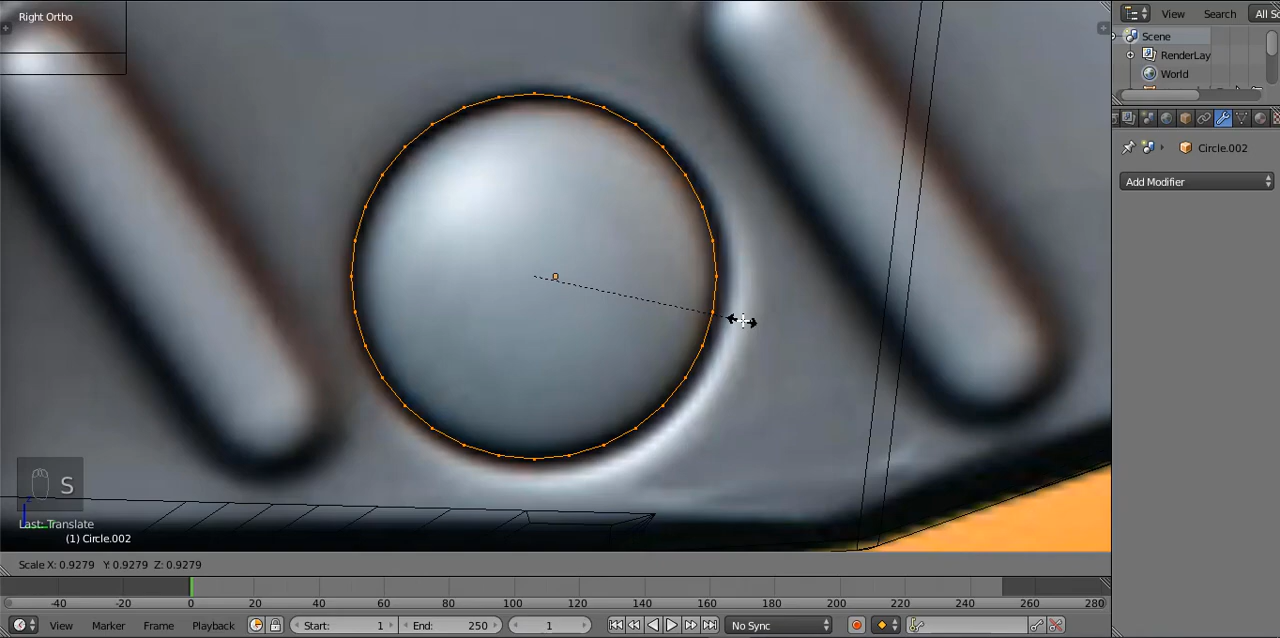 Right Ortho
View Search All Sc
Scene
RenderLay
World
Circle.002
Add Modifier
S
Last: Translate
(1) Circle.002
Scale X: 0.9279 Y: 0.9279 Z: 0.9279
-40 -20 0 20 40 60 80 100 120 140 160 180 200 220 240 260 280
View Marker Frame Playback Start: 1 End: 250 1 No Sync